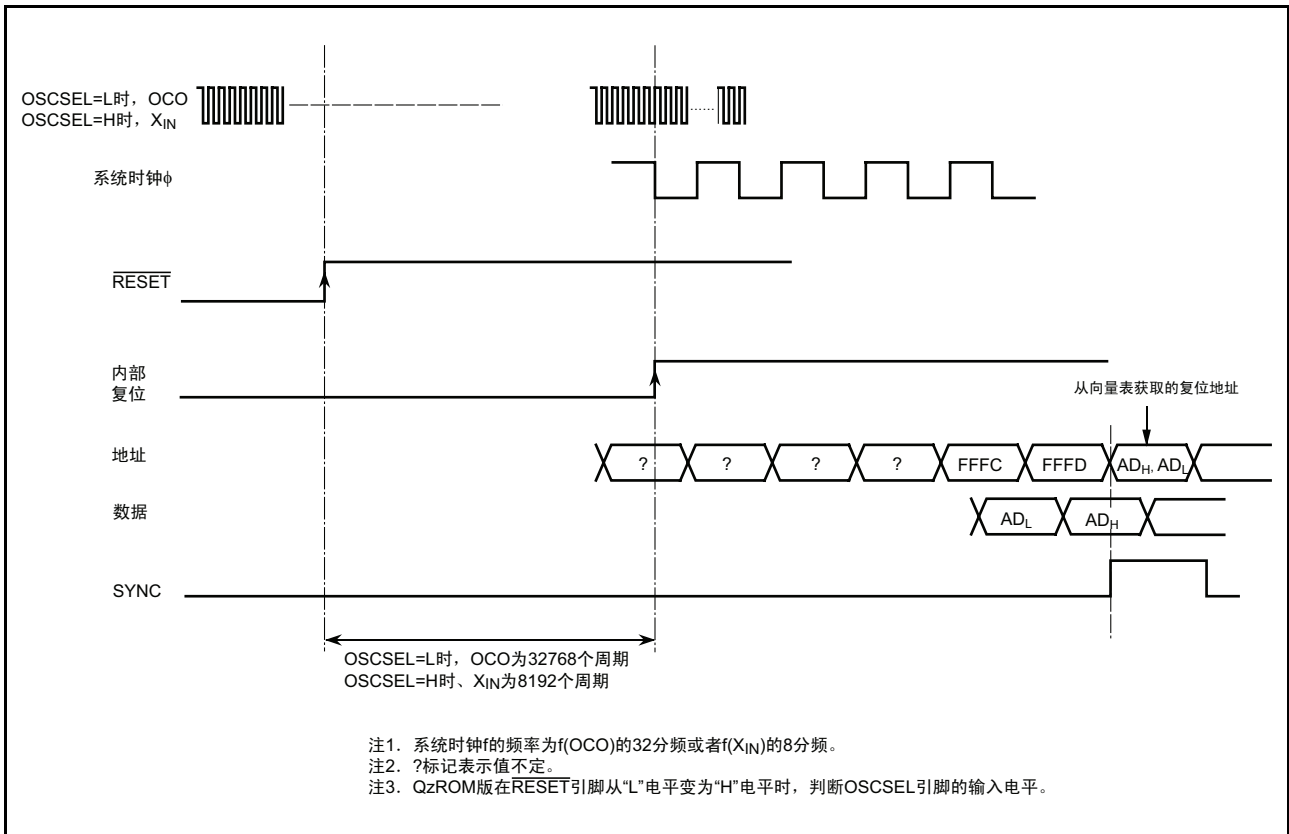 OSCSEL=L时，OCO
OSCSEL=H时，XIN
系统时钟ϕ
RESET
内部
复位
从向量表获取的复位地址
地址
? ? ? ? FFFC FFFD ADH, ADL
数据
ADL ADH
SYNC
OSCSEL=L时，OCO为32768个周期
OSCSEL=H时、XIN为8192个周期
注1．系统时钟f的频率为f(OCO)的32分频或者f(XIN)的8分频。
注2．?标记表示值不定。
注3．QzROM版在RESET引脚从“L”电平变为“H”电平时，判断OSCSEL引脚的输入电平。